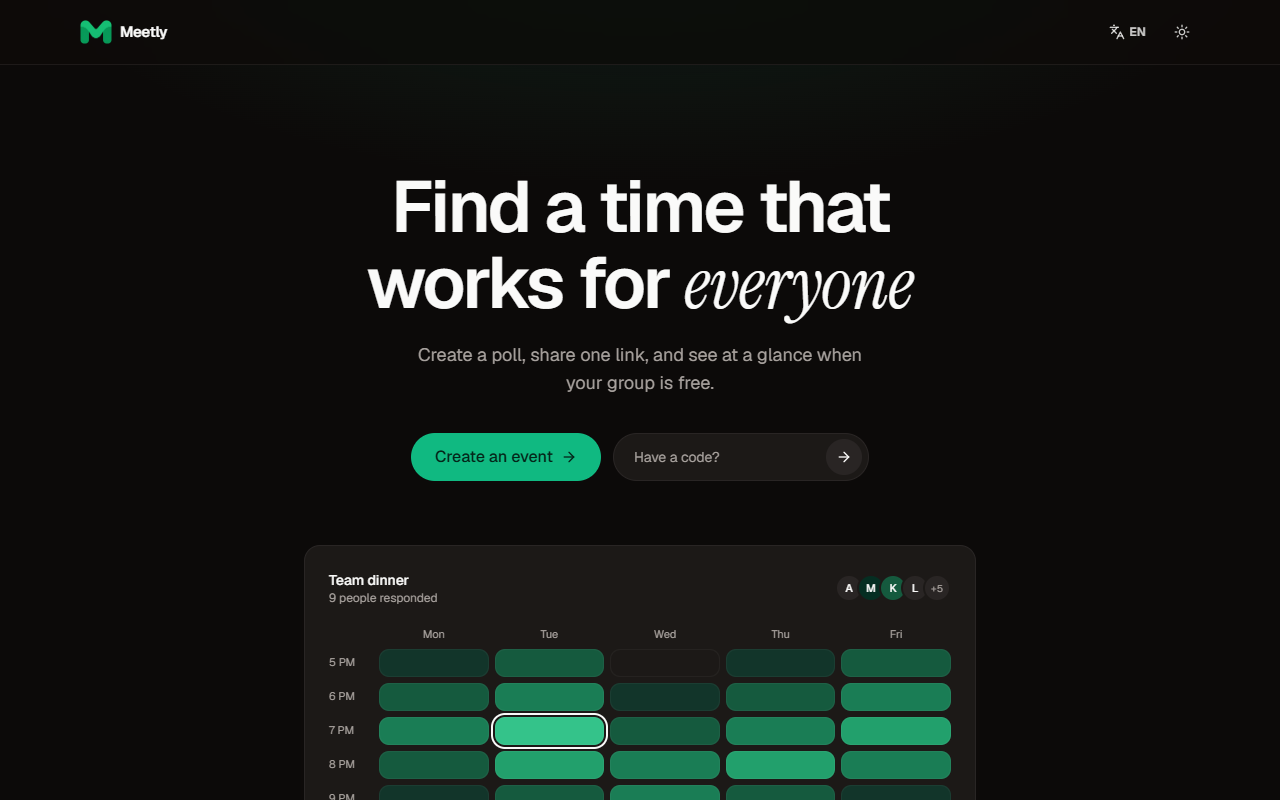 Meetly
EN
Find a time that
works for everyone
Create a poll, share one link, and see at a glance when
your group is free.
Create an event
Have a code?
Team dinner
9 people responded
A M K L +5
Mon Tue Wed Thu Fri
5 PM
6 PM
7 PM
8 PM
9 PM